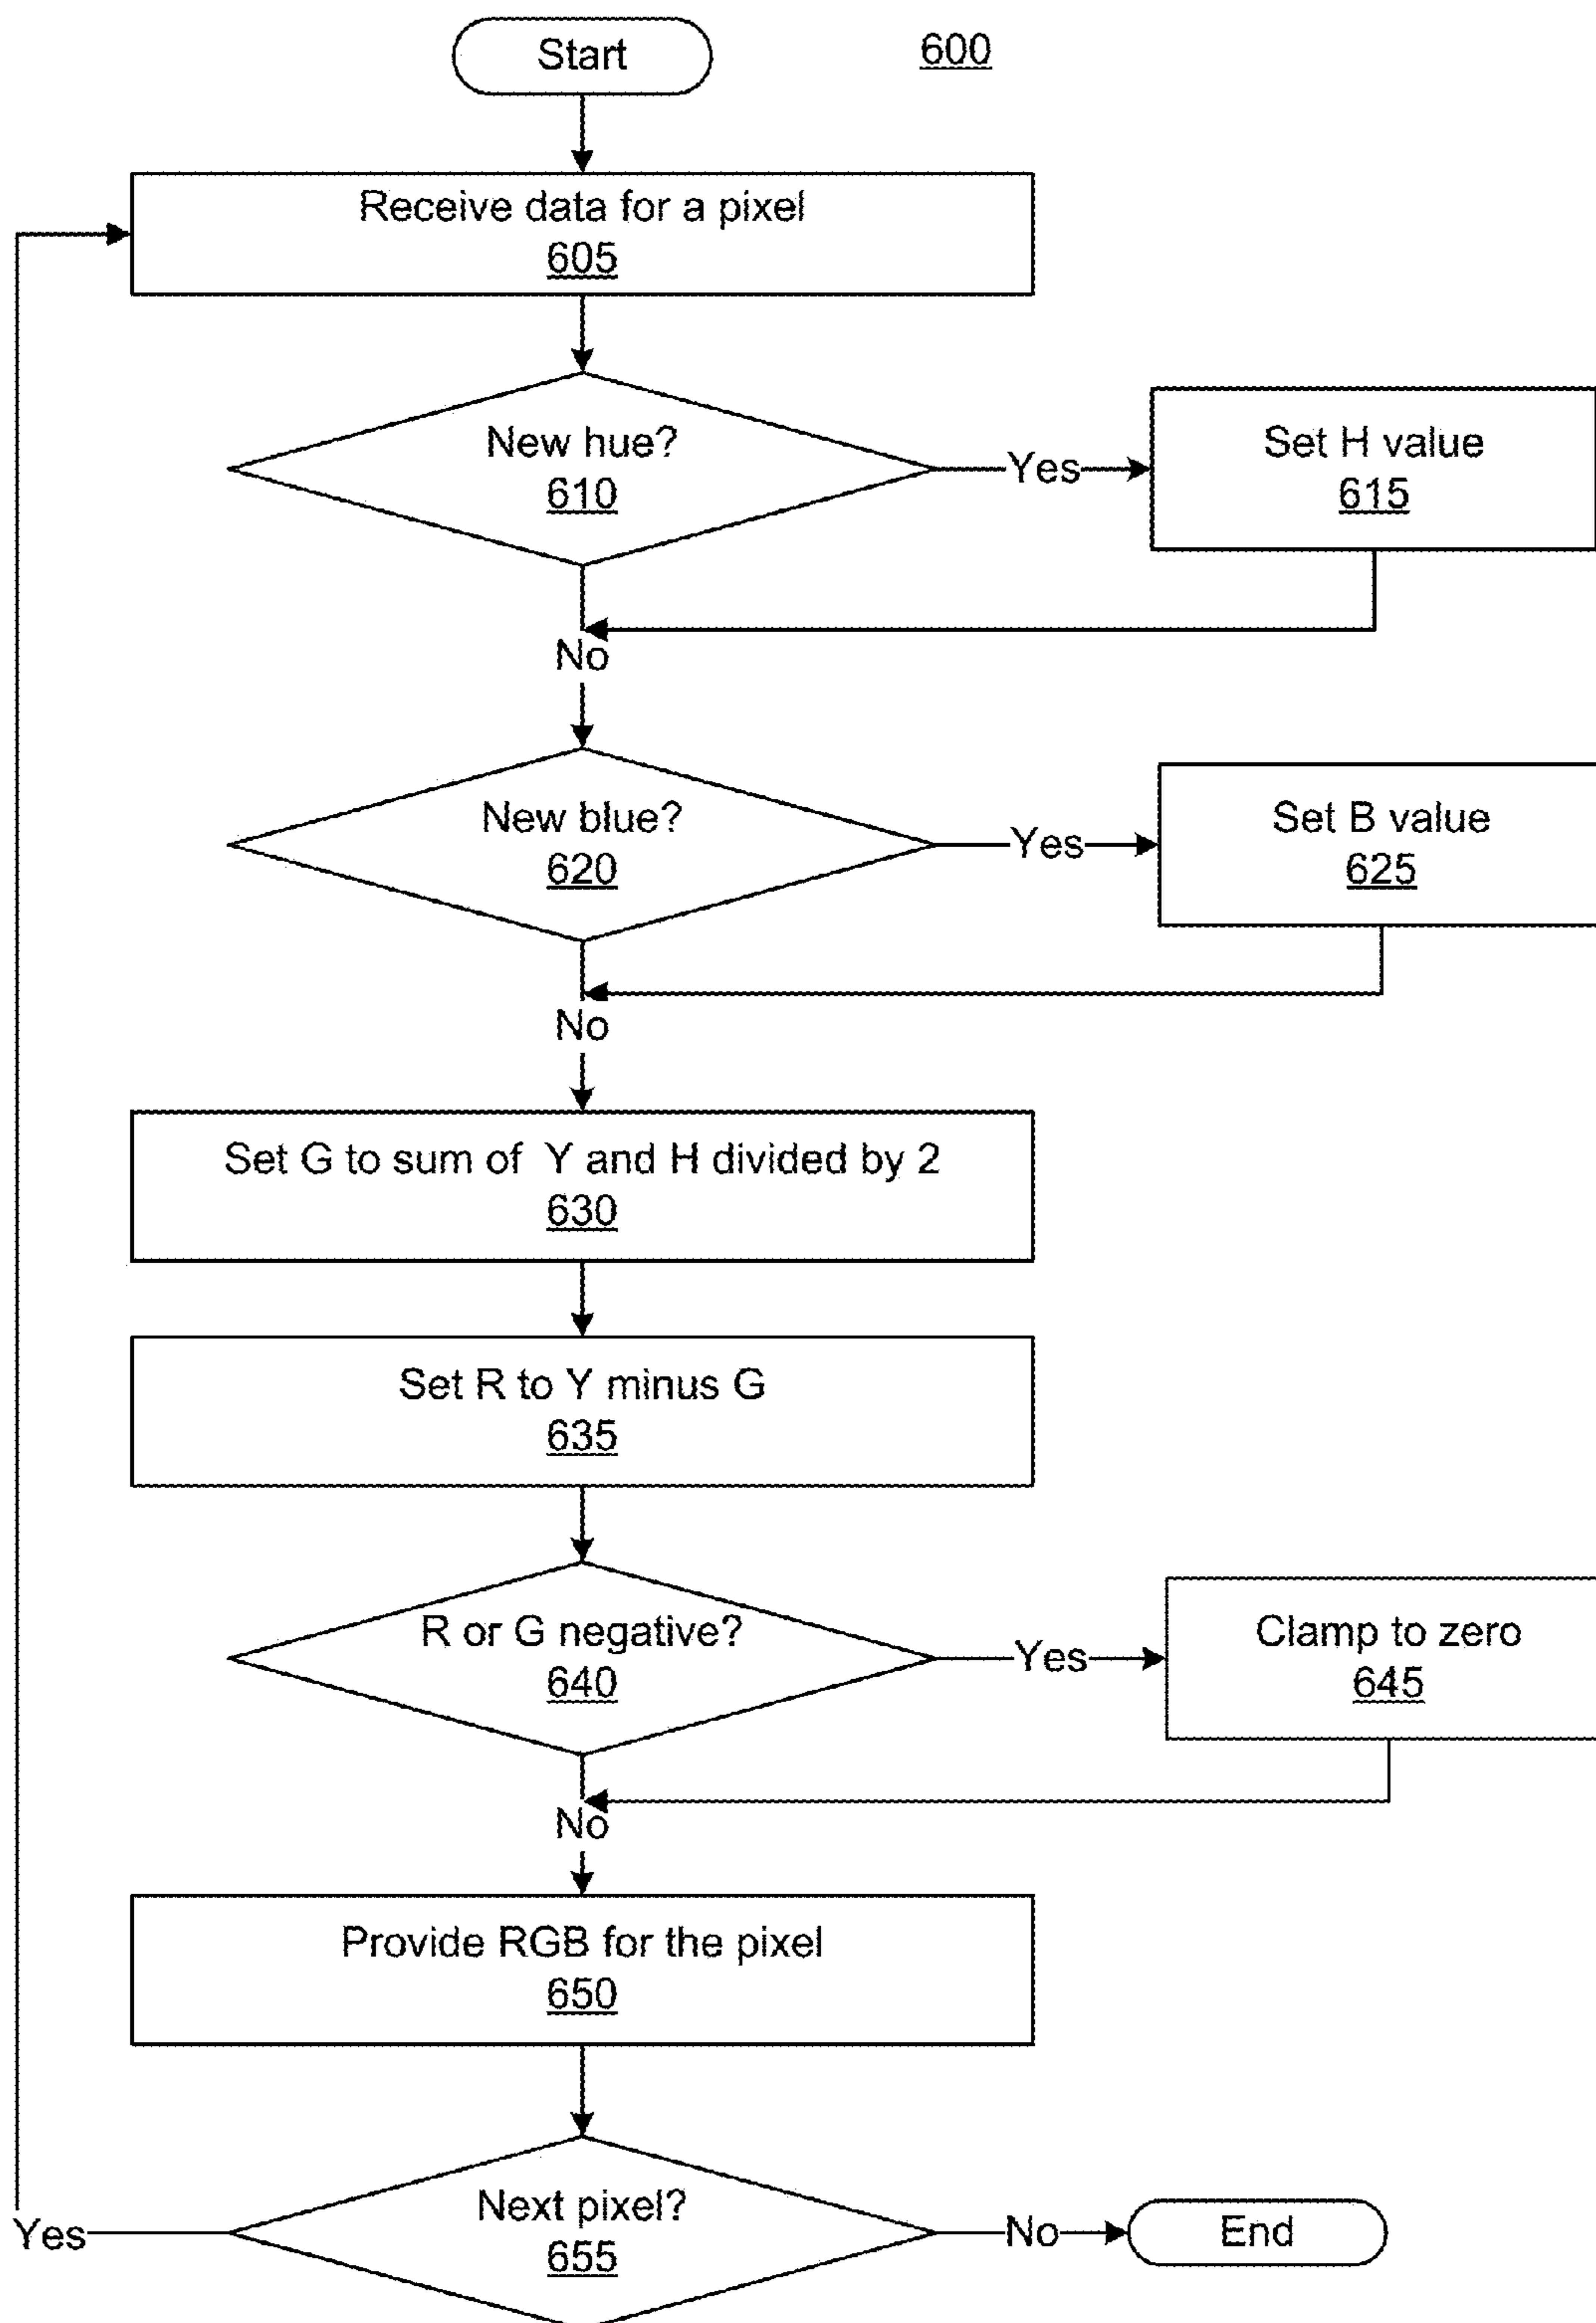 Start
600
Receive data for a pixel
605
New hue?
610
Yes
Set H value
615
No
New blue?
620
Yes
Set B value
625
No
Set G to sum of Y and H divided by 2
630
Set R to Y minus G
635
R or G negative?
640
Yes
Clamp to zero
645
No
Provide RGB for the pixel
650
Next pixel?
655
Yes
No
End